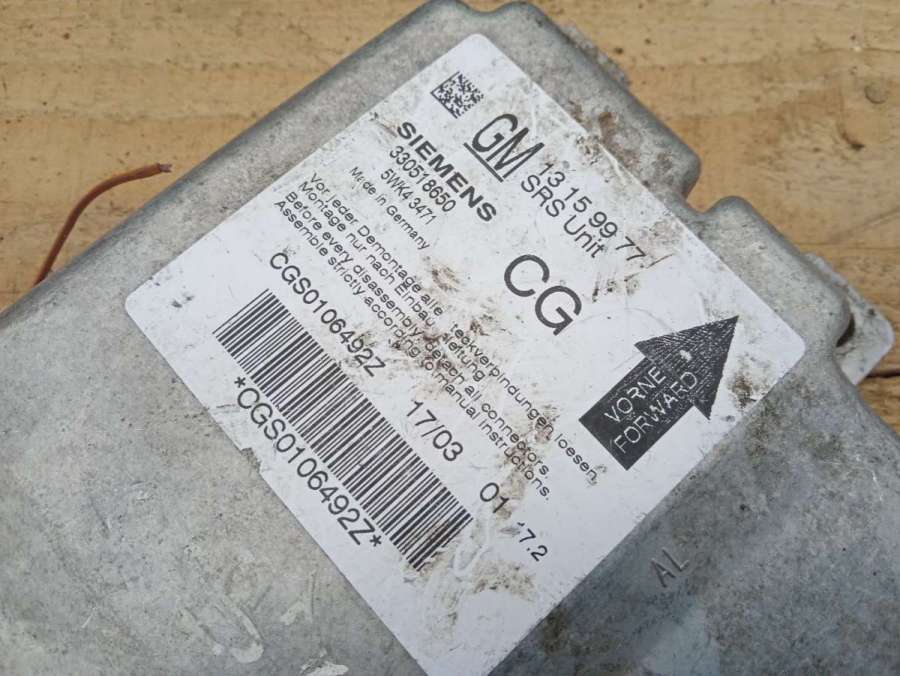 GM
13 15 99 77
SRS Unit
SIEMENS
330518650
5WK4 3471
Made in Germany
CG
Vor jeder Demontage alle Steckverbindungen loesen,
Montage nur nach Einbauanleitung
Before every disassembly detach all connectors,
Assemble strictly according to manual instructions.
VORNE
FORWARD
CGS0106492Z
17/03
01
7.2
*CGS0106492Z*
AL